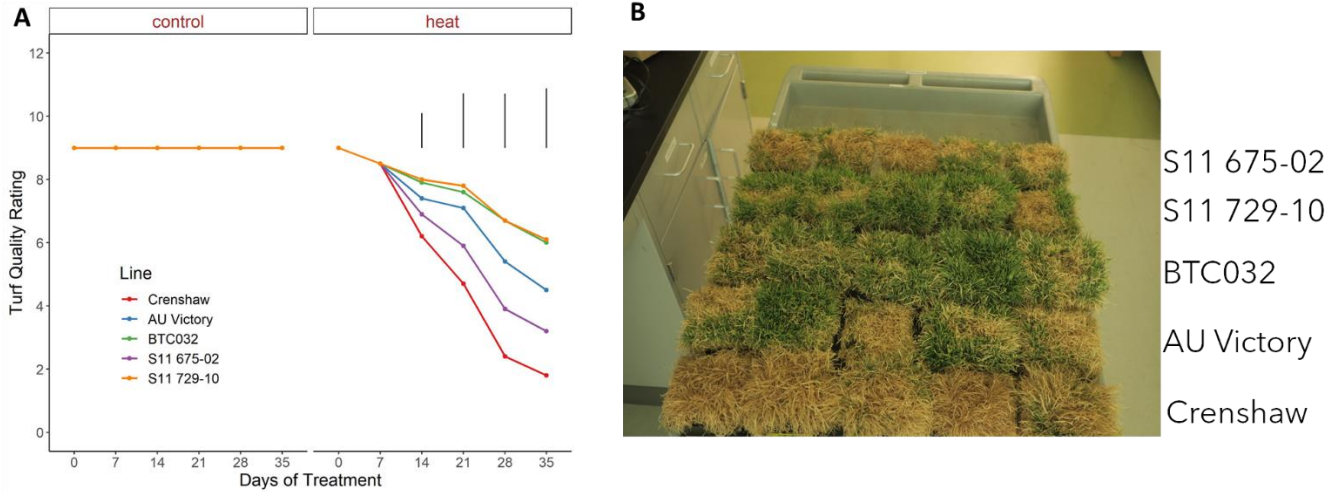 A
control
heat
Turf Quality Rating
12
10
8
6
4
2
0
Line
Crenshaw
AU Victory
BTC032
S11 675-02
S11 729-10
0 7 14 21 28 35
0 7 14 21 28 35
Days of Treatment
B
S11 675-02
S11 729-10
BTC032
AU Victory
Crenshaw